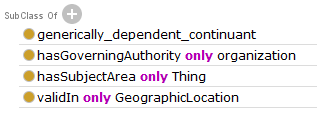 SubClass Of
generically_dependent_continuant
hasGoverningAuthority only organization
hasSubjectArea only Thing
validIn only GeographicLocation